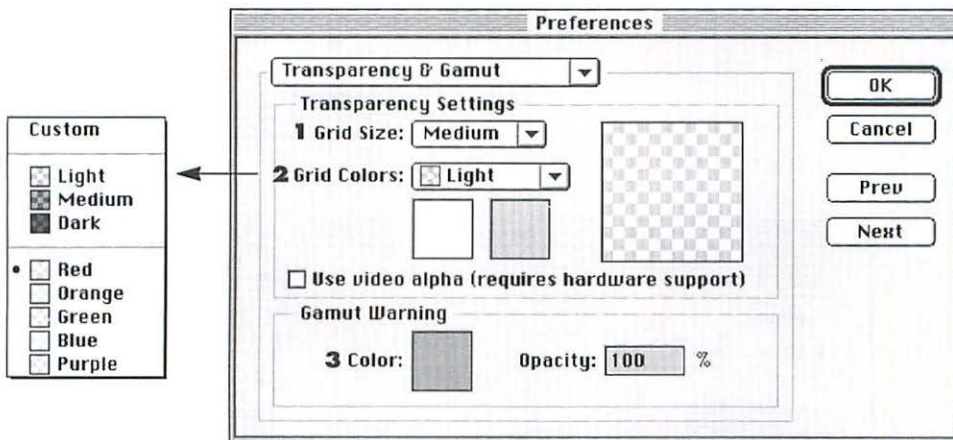 Preferences
Transparency & Gamut
Transparency Settings
1 Grid Size: Medium
2 Grid Colors: Light
Use video alpha (requires hardware support)
Gamut Warning
3 Color:
Opacity: 100 %
OK
Cancel
Prev
Next
Custom
Light
Medium
Dark
Red
Orange
Green
Blue
Purple